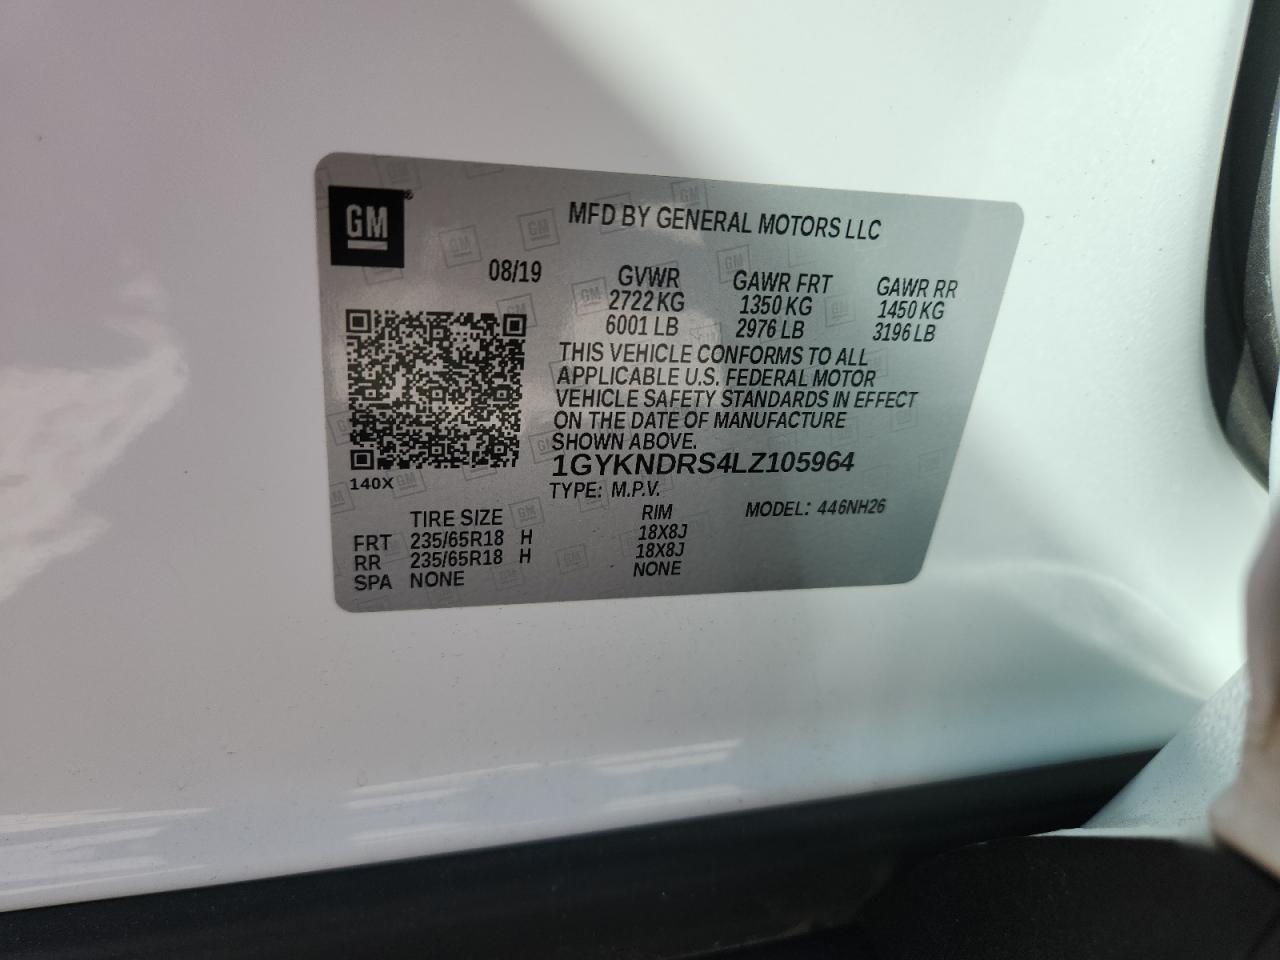 GM®
MFD BY GENERAL MOTORS LLC
08/19
GVWR GAWR FRT GAWR RR
2722 KG 1350 KG 1450 KG
6001 LB 2976 LB 3196 LB
THIS VEHICLE CONFORMS TO ALL
APPLICABLE U.S. FEDERAL MOTOR
VEHICLE SAFETY STANDARDS IN EFFECT
ON THE DATE OF MANUFACTURE
SHOWN ABOVE.
1GYKNDRS4LZ105964
140X
TYPE: M.P.V.
MODEL: 446NH26
TIRE SIZE RIM
FRT 235/65R18 H 18X8J
RR 235/65R18 H 18X8J
SPA NONE NONE